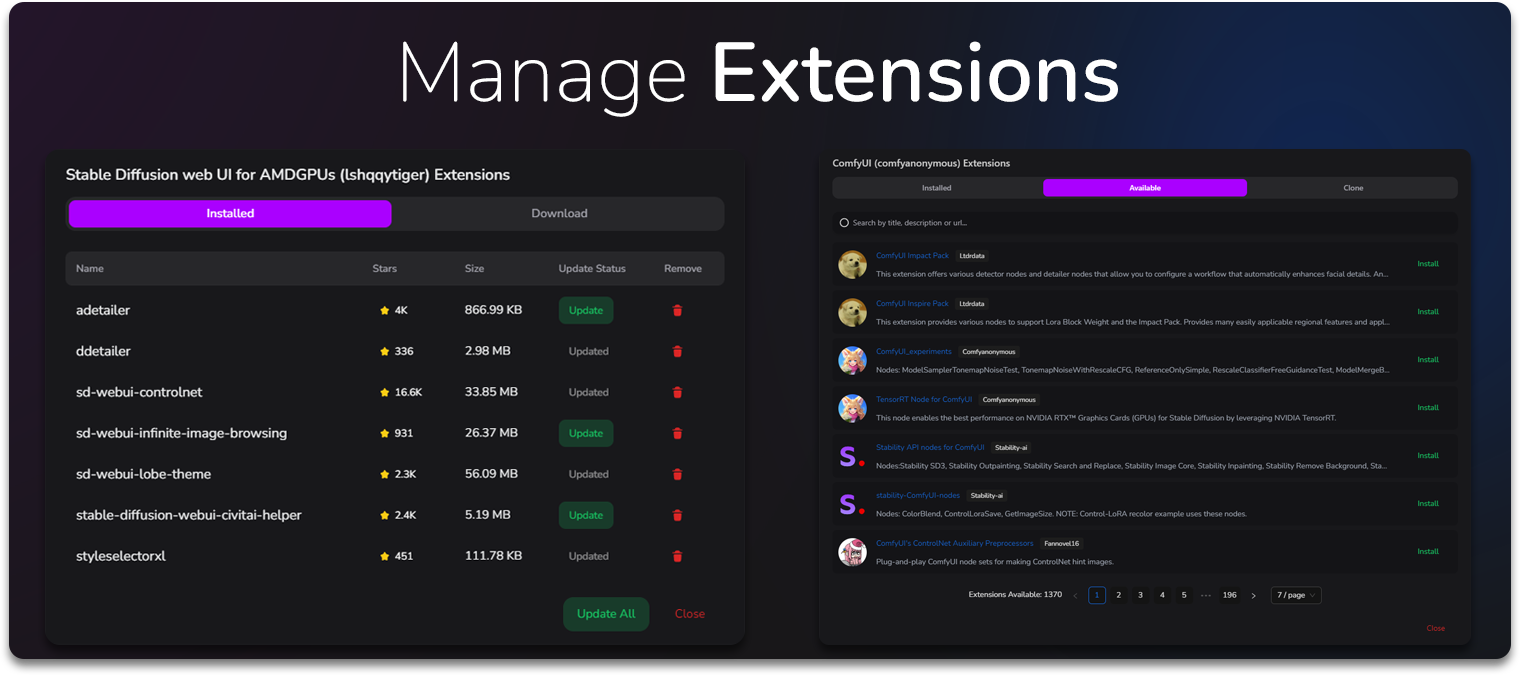 Manage Extensions
Stable Diffusion web UI for AMDGPUs (lshqqytiger) Extensions
Installed Download
Name Stars Size Update Status Remove
adetailer 4K 866.99 KB Update
ddetailer 336 2.98 MB Updated
sd-webui-controlnet 16.6K 33.85 MB Updated
sd-webui-infinite-image-browsing 931 26.37 MB Update
sd-webui-lobe-theme 2.3K 56.09 MB Updated
stable-diffusion-webui-civitai-helper 2.4K 5.19 MB Update
styleselectorxl 451 111.78 KB Updated
Update All Close
ComfyUI (comfyanonymous) Extensions
Installed Available Clone
Search by title, description or url...
ComfyUI Impact Pack Ltdrdata
This extension offers various detector nodes and detailer nodes that allow you to configure a workflow that automatically enhances facial details. An...
Install
ComfyUI Inspire Pack Ltdrdata
This extension provides various nodes to support Lora Block Weight and the Impact Pack. Provides many easily applicable regional features and appl...
Install
ComfyUI_experiments Comfyanonymous
Nodes: ModelSamplerTonemapNoiseTest, TonemapNoiseWithRescaleCFG, ReferenceOnlySimple, RescaleClassifierFreeGuidanceTest, ModelMergeB...
Install
TensorRT Node for ComfyUI Comfyanonymous
This node enables the best performance on NVIDIA RTX™ Graphics Cards (GPUs) for Stable Diffusion by leveraging NVIDIA TensorRT.
Install
S.
Stability API nodes for ComfyUI Stability-ai
Nodes:Stability SD3, Stability Outpainting, Stability Search and Replace, Stability Image Core, Stability Inpainting, Stability Remove Background, Sta...
Install
S.
stability-ComfyUI-nodes Stability-ai
Nodes: ColorBlend, ControlLoraSave, GetImageSize. NOTE: Control-LoRA recolor example uses these nodes.
Install
ComfyUI's ControlNet Auxiliary Preprocessors Fannovel16
Plug-and-play ComfyUI node sets for making ControlNet hint images.
Install
Extensions Available: 1370 < 1 2 3 4 5 ••• 196 > 7 / page
Close